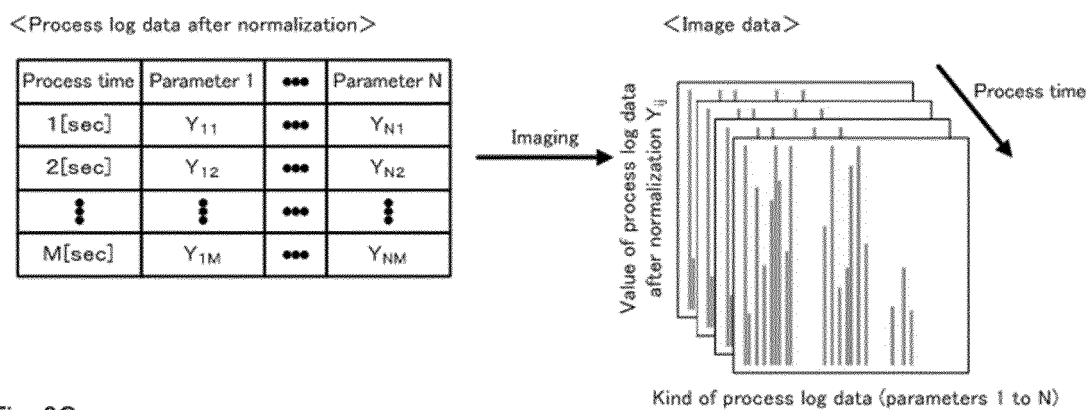 <Process log data after normalization>
<Image data>
Process time Parameter 1 ••• Parameter N
1[sec] Y11 ••• YN1
2[sec] Y12 ••• YN2
•••
M[sec] Y1M ••• YNM
Imaging
Value of process log data
after normalization Yij
Process time
Kind of process log data (parameters 1 to N)